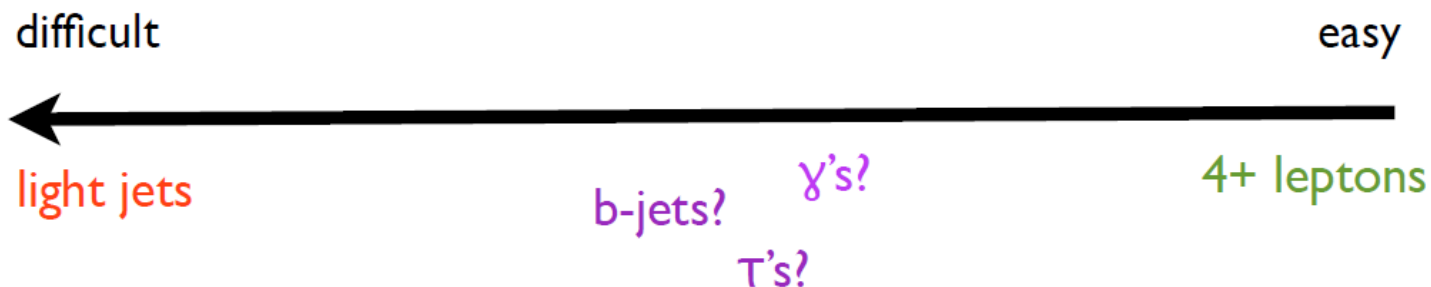 difficult
easy
light jets
b-jets?
γ's?
τ's?
4+ leptons